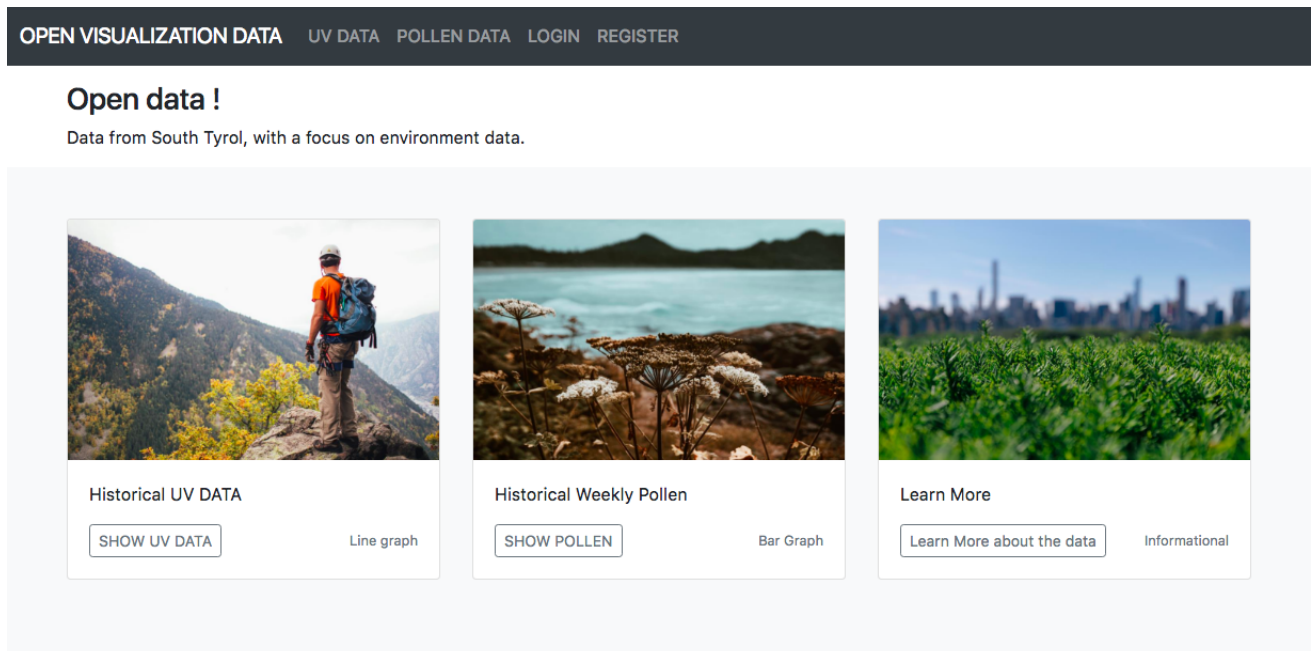 OPEN VISUALIZATION DATA UV DATA POLLEN DATA LOGIN REGISTER
Open data !
Data from South Tyrol, with a focus on environment data.
Historical UV DATA
SHOW UV DATA Line graph
Historical Weekly Pollen
SHOW POLLEN Bar Graph
Learn More
Learn More about the data Informational